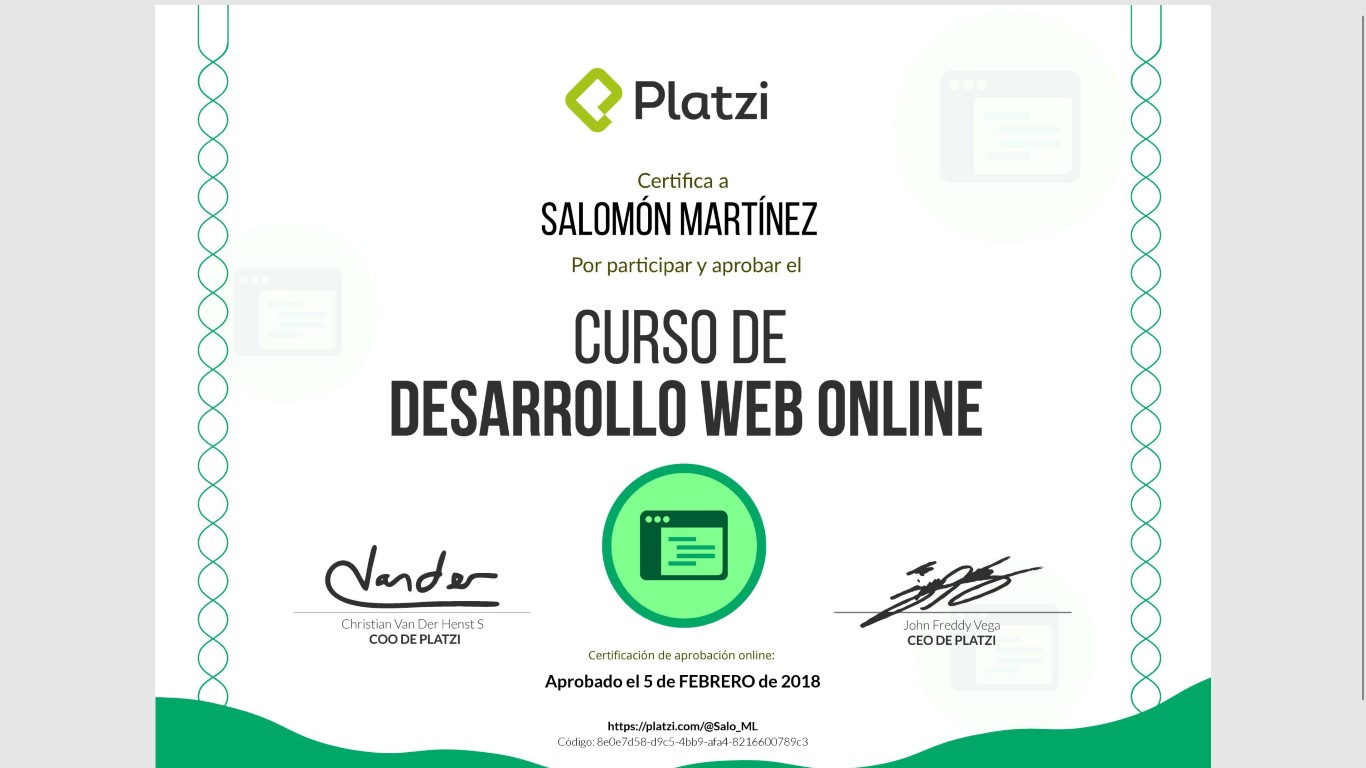 Platzi
Certifica a
SALOMÓN MARTÍNEZ
Por participar y aprobar el
CURSO DE
DESARROLLO WEB ONLINE
Vander
Christian Van Der Henst S
COO DE PLATZI
John Freddy Vega
CEO DE PLATZI
Certificación de aprobación online:
Aprobado el 5 de FEBRERO de 2018
https://platzi.com/@Salo_ML
Código: 8e0e7d58-d9c5-4bb9-afa4-8216600789c3